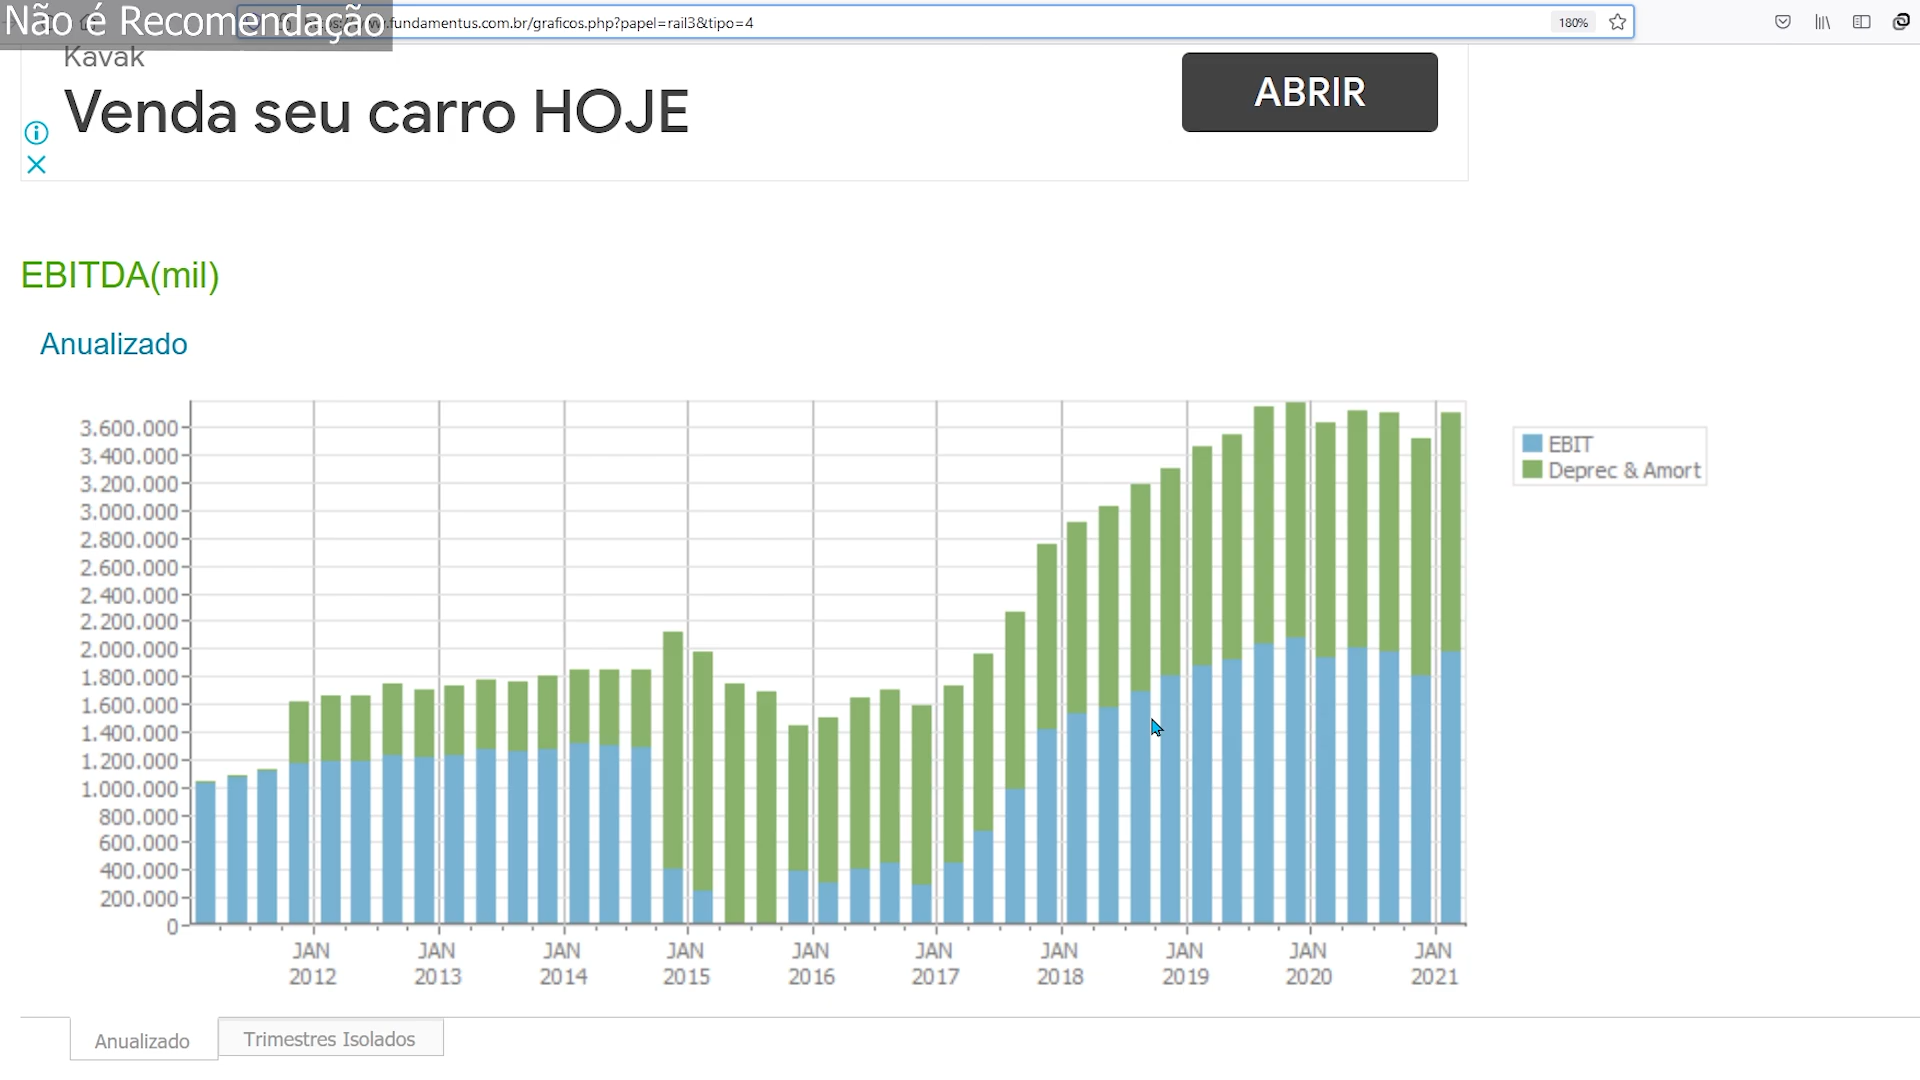 Não é Recomendação
fundamentus.com.br/graficos.php?papel=rail3&tipo=4
180%
Kavak
Venda seu carro HOJE
ABRIR
EBITDA(mil)
Anualizado
3.600.000
3.400.000
3.200.000
3.000.000
2.800.000
2.600.000
2.400.000
2.200.000
2.000.000
1.800.000
1.600.000
1.400.000
1.200.000
1.000.000
800.000
600.000
400.000
200.000
0
EBIT
Deprec & Amort
JAN JAN JAN JAN JAN JAN JAN JAN JAN JAN
2012 2013 2014 2015 2016 2017 2018 2019 2020 2021
Anualizado
Trimestres Isolados